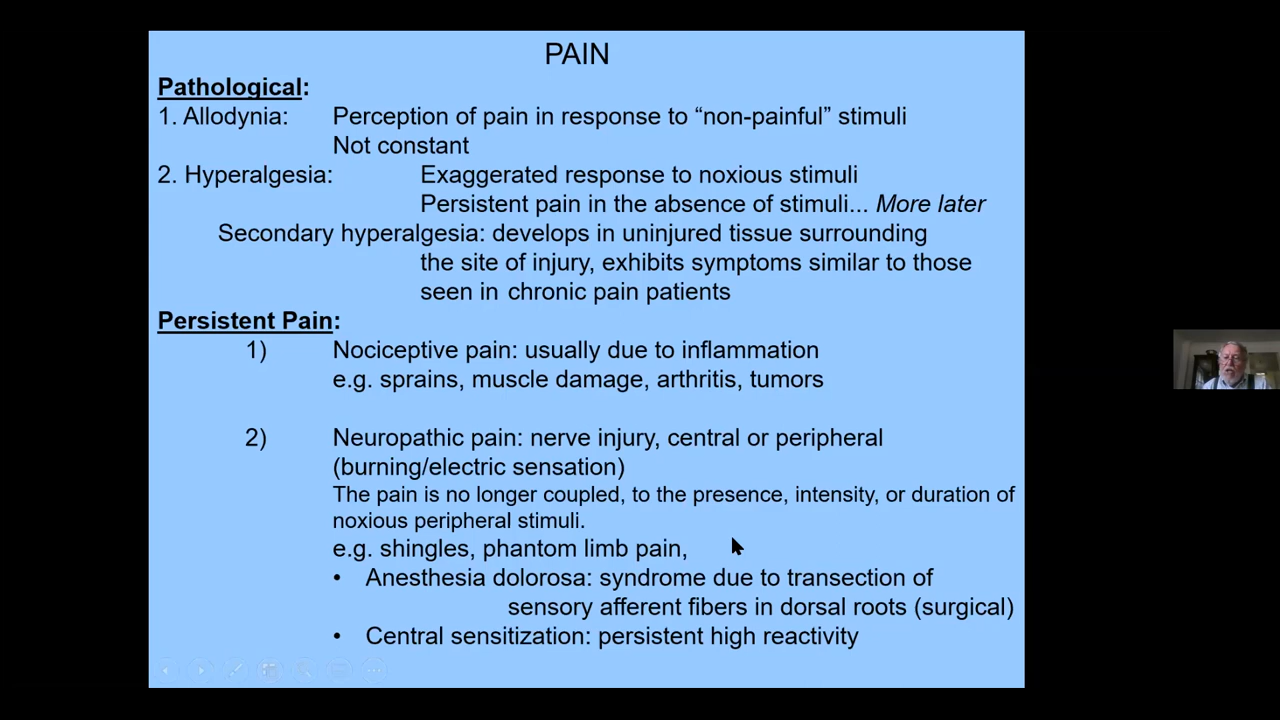 PAIN
Pathological:
1. Allodynia: Perception of pain in response to “non-painful” stimuli
Not constant
2. Hyperalgesia: Exaggerated response to noxious stimuli
Persistent pain in the absence of stimuli... More later
Secondary hyperalgesia: develops in uninjured tissue surrounding
the site of injury, exhibits symptoms similar to those
seen in chronic pain patients
Persistent Pain:
1) Nociceptive pain: usually due to inflammation
e.g. sprains, muscle damage, arthritis, tumors
2) Neuropathic pain: nerve injury, central or peripheral
(burning/electric sensation)
The pain is no longer coupled, to the presence, intensity, or duration of
noxious peripheral stimuli.
e.g. shingles, phantom limb pain,
• Anesthesia dolorosa: syndrome due to transection of
sensory afferent fibers in dorsal roots (surgical)
• Central sensitization: persistent high reactivity